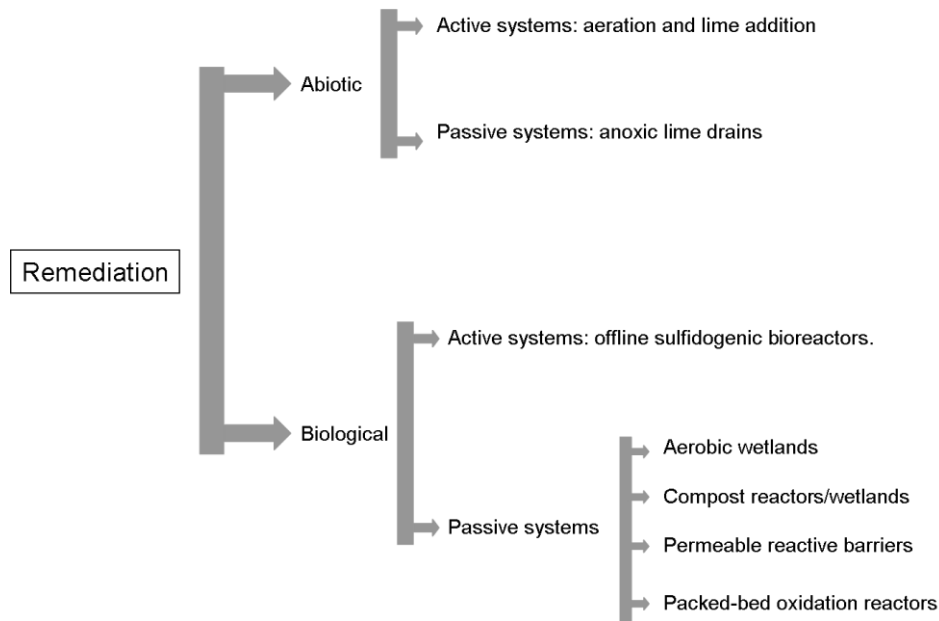 Active systems: aeration and lime addition
Abiotic
Passive systems: anoxic lime drains
Remediation
Active systems: offline sulfidogenic bioreactors.
Biological
Aerobic wetlands
Compost reactors/wetlands
Passive systems
Permeable reactive barriers
Packed-bed oxidation reactors